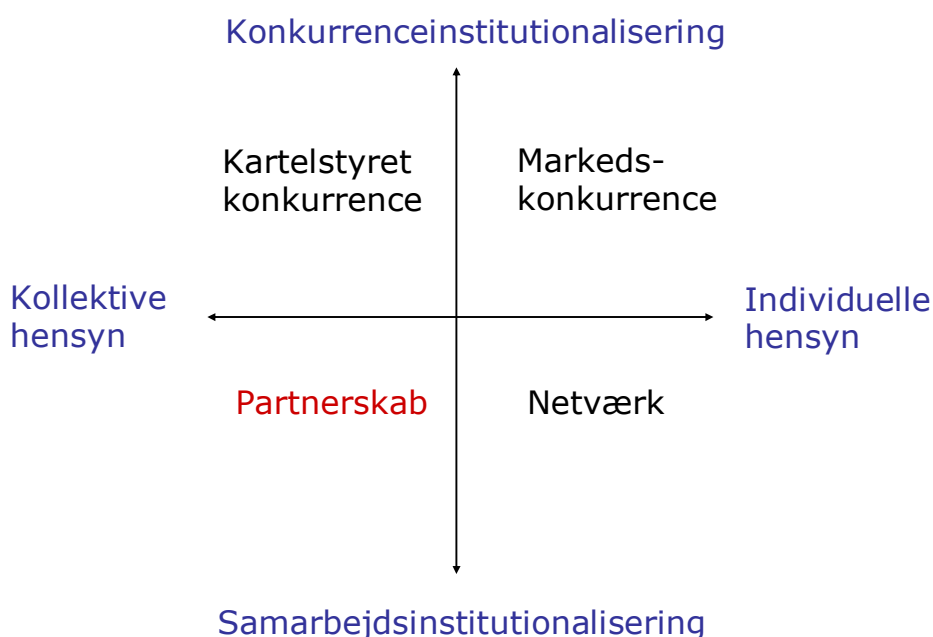 Konkurrenceinstitutionalisering
Kartelstyret
konkurrence
Markeds-
konkurrence
Kollektive
hensyn
Individuelle
hensyn
Partnerskab
Netværk
Samarbejdsinstitutionalisering